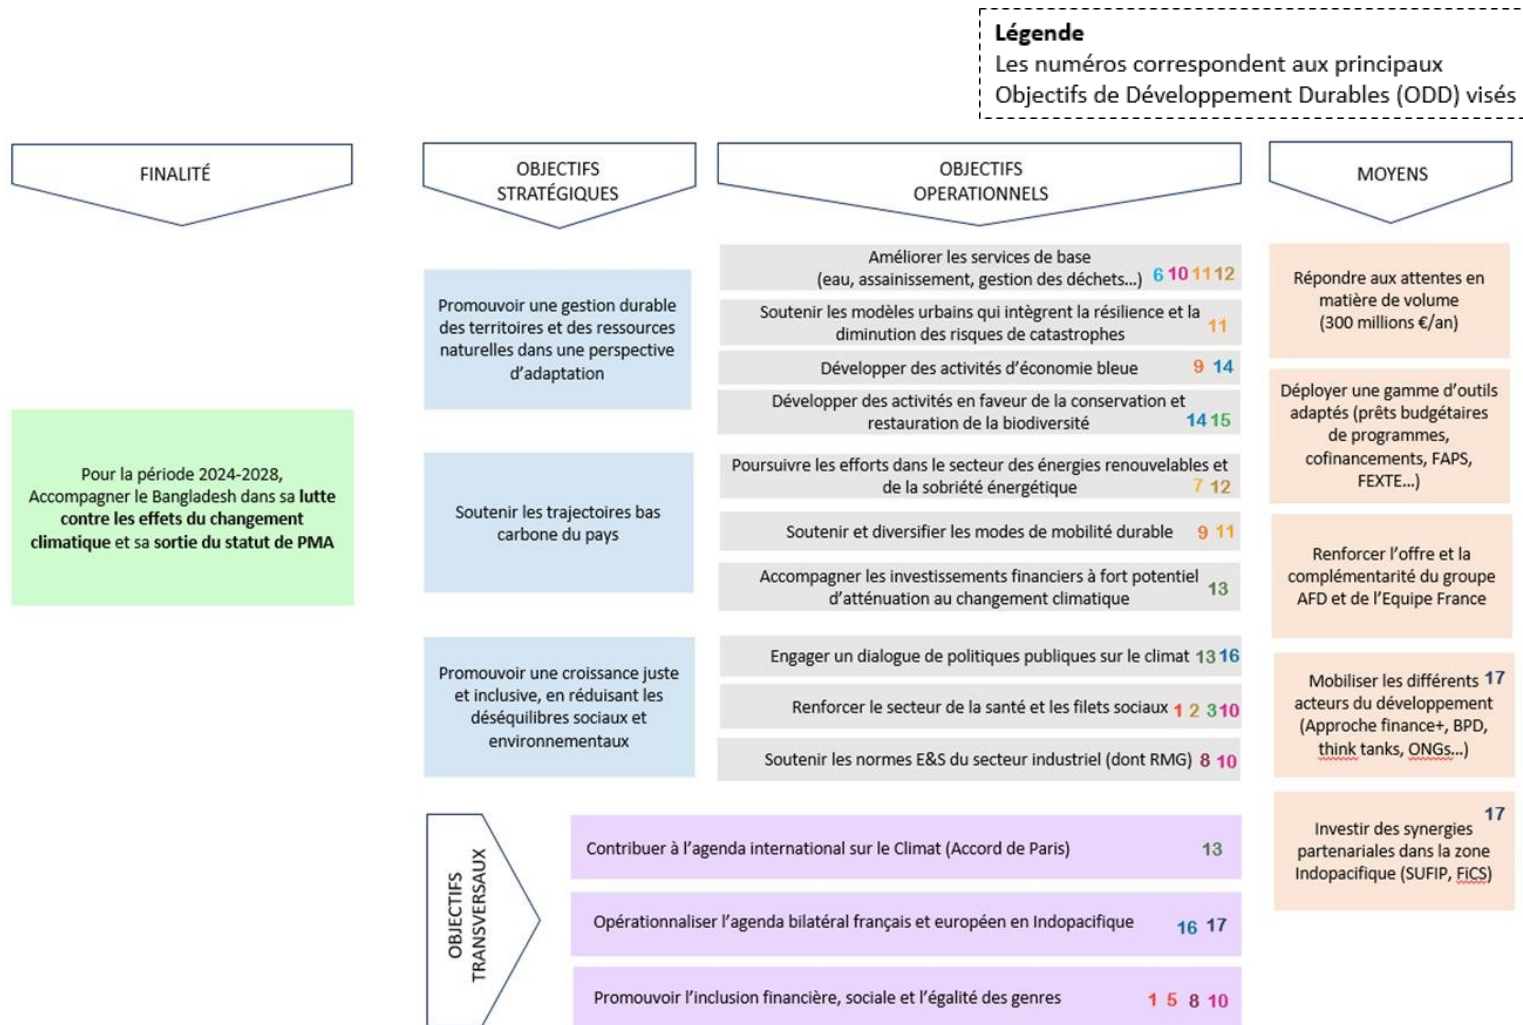 Légende
Les numéros correspondent aux principaux
Objectifs de Développement Durables (ODD) visés
FINALITÉ
Pour la période 2024-2028,
Accompagner le Bangladesh dans sa lutte
contre les effets du changement
climatique et sa sortie du statut de PMA
OBJECTIFS
STRATÉGIQUES
Promouvoir une gestion durable
des territoires et des ressources
naturelles dans une perspective
d’adaptation
Soutenir les trajectoires bas
carbone du pays
Promouvoir une croissance juste
et inclusive, en réduisant les
déséquilibres sociaux et
environnementaux
OBJECTIFS
OPERATIONNELS
Améliorer les services de base
(eau, assainissement, gestion des déchets...) 6 10 11 12
Soutenir les modèles urbains qui intègrent la résilience et la
diminution des risques de catastrophes 11
Développer des activités d’économie bleue 9 14
Développer des activités en faveur de la conservation et
restauration de la biodiversité 14 15
Poursuivre les efforts dans le secteur des énergies renouvelables et
de la sobriété énergétique 7 12
Soutenir et diversifier les modes de mobilité durable 9 11
Accompagner les investissements financiers à fort potentiel
d’atténuation au changement climatique 13
Engager un dialogue de politiques publiques sur le climat 13 16
Renforcer le secteur de la santé et les filets sociaux 1 2 3 10
Soutenir les normes E&S du secteur industriel (dont RMG) 8 10
MOYENS
Répondre aux attentes en
matière de volume
(300 millions €/an)
Déployer une gamme d’outils
adaptés (prêts budgétaires
de programmes,
cofinancements, FAPS,
FEXTE...)
Renforcer l’offre et la
complémentarité du groupe
AFD et de l’Equipe France
Mobiliser les différents 17
acteurs du développement
(Approche finance+, BPD,
think tanks, ONGs...)
17
Investir des synergies
partenariales dans la zone
Indopacifique (SUFIP, FiCS)
OBJECTIFS
TRANSVERSAUX
Contribuer à l’agenda international sur le Climat (Accord de Paris) 13
Opérationnaliser l’agenda bilatéral français et européen en Indopacifique 16 17
Promouvoir l’inclusion financière, sociale et l’égalité des genres 1 5 8 10